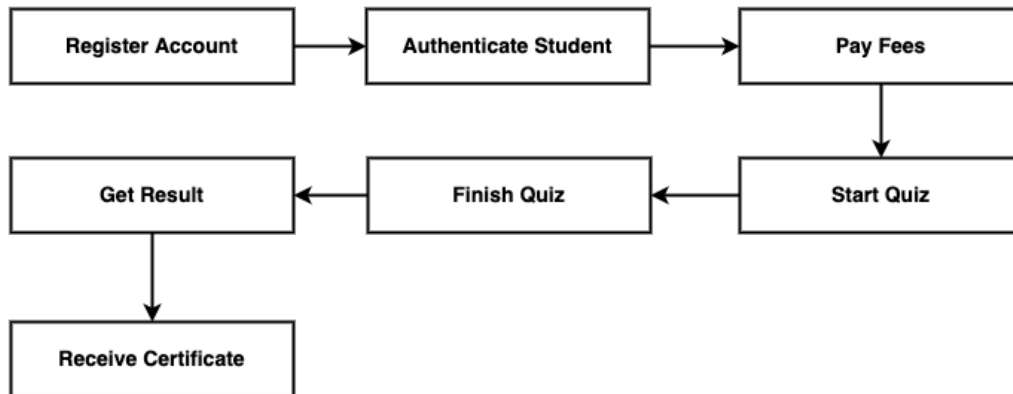 Register Account
Authenticate Student
Pay Fees
Start Quiz
Finish Quiz
Get Result
Receive Certificate